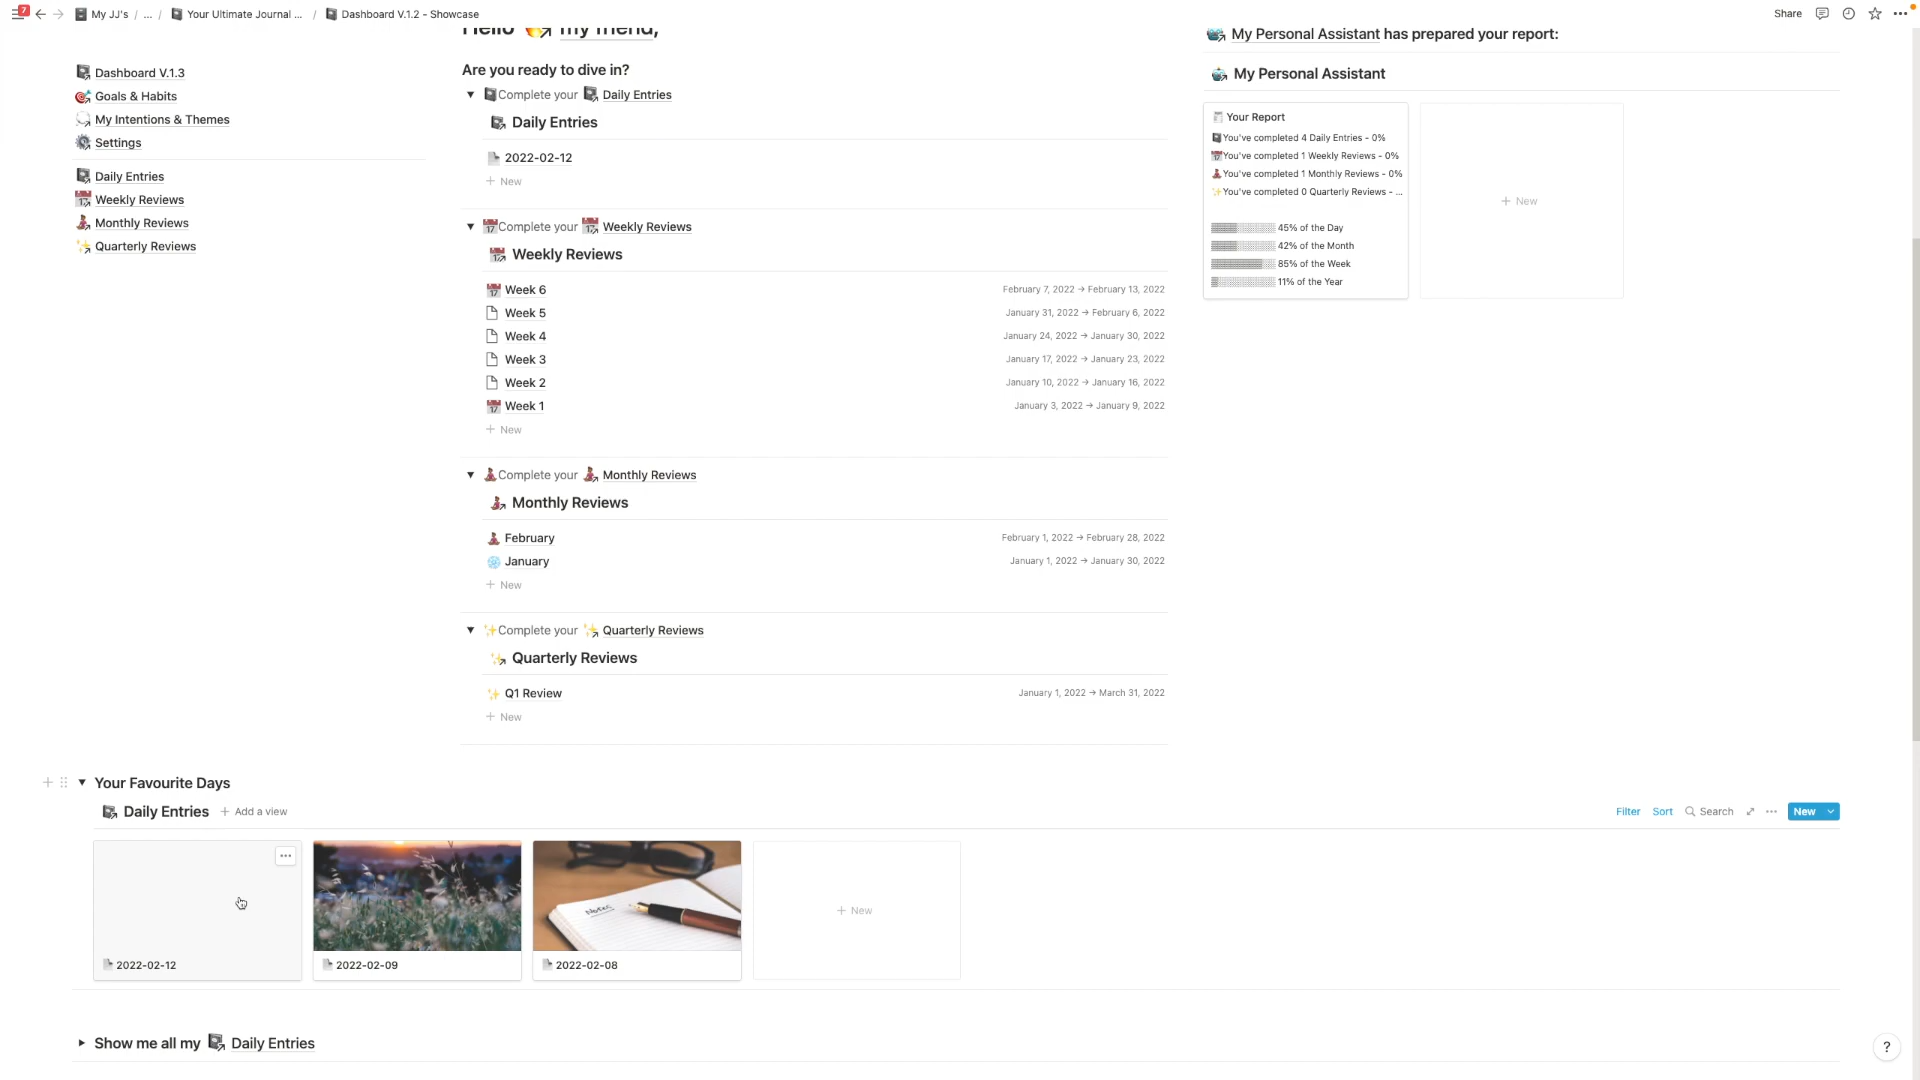 7
My JJ's / ... / Your Ultimate Journal ... / Dashboard V.1.2 - Showcase
Share
Hello my friend,
Dashboard V.1.3
Goals & Habits
My Intentions & Themes
Settings
Daily Entries
Weekly Reviews
Monthly Reviews
Quarterly Reviews
Are you ready to dive in?
Complete your Daily Entries
Daily Entries
2022-02-12
+ New
Complete your Weekly Reviews
Weekly Reviews
Week 6 February 7, 2022 → February 13, 2022
Week 5 January 31, 2022 → February 6, 2022
Week 4 January 24, 2022 → January 30, 2022
Week 3 January 17, 2022 → January 23, 2022
Week 2 January 10, 2022 → January 16, 2022
Week 1 January 3, 2022 → January 9, 2022
+ New
Complete your Monthly Reviews
Monthly Reviews
February February 1, 2022 → February 28, 2022
January January 1, 2022 → January 30, 2022
+ New
Complete your Quarterly Reviews
Quarterly Reviews
Q1 Review January 1, 2022 → March 31, 2022
+ New
My Personal Assistant has prepared your report:
My Personal Assistant
Your Report
You've completed 4 Daily Entries - 0%
You've completed 1 Weekly Reviews - 0%
You've completed 1 Monthly Reviews - 0%
You've completed 0 Quarterly Reviews - ...
45% of the Day
42% of the Month
85% of the Week
11% of the Year
+ New
Your Favourite Days
Daily Entries + Add a view
Filter Sort Search New
2022-02-12
2022-02-09
Notes
2022-02-08
+ New
Show me all my Daily Entries
?